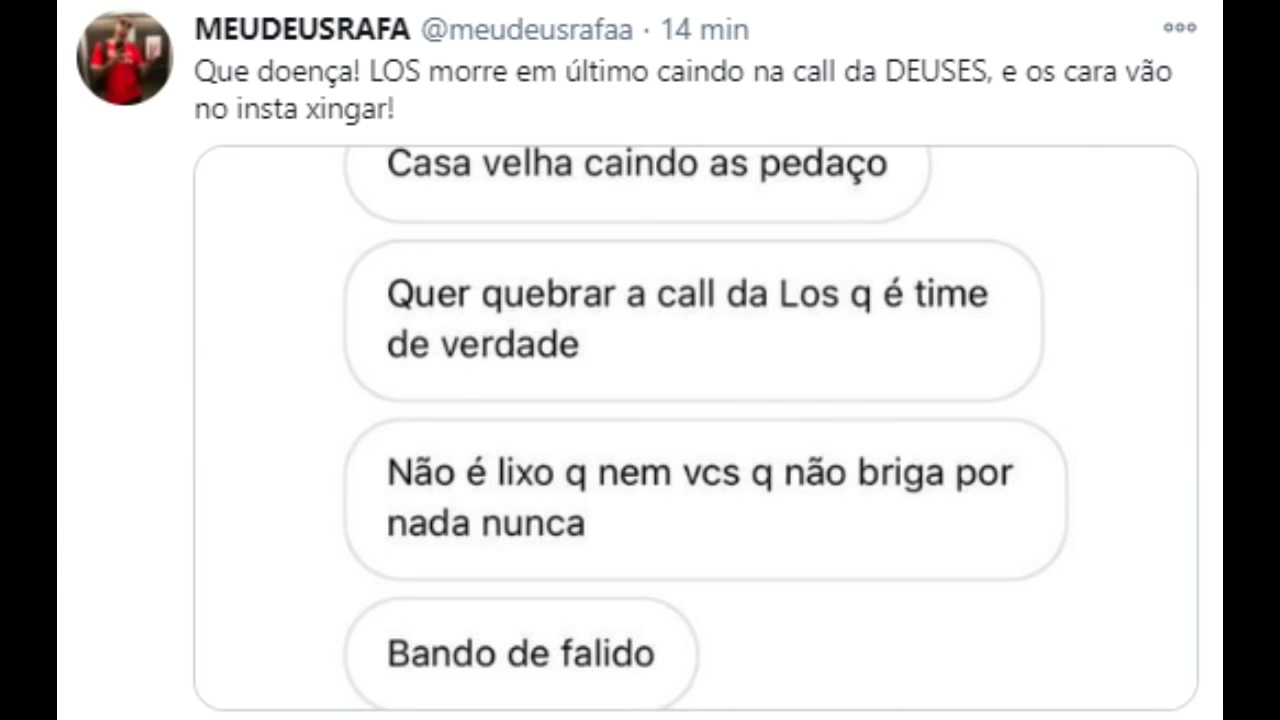 MEUDEUSRAFA @meudeusrafaa · 14 min
Que doença! LOS morre em último caindo na call da DEUSES, e os cara vão
no insta xingar!
Casa velha caindo as pedaço
Quer quebrar a call da Los q é time
de verdade
Não é lixo q nem vcs q não briga por
nada nunca
Bando de falido